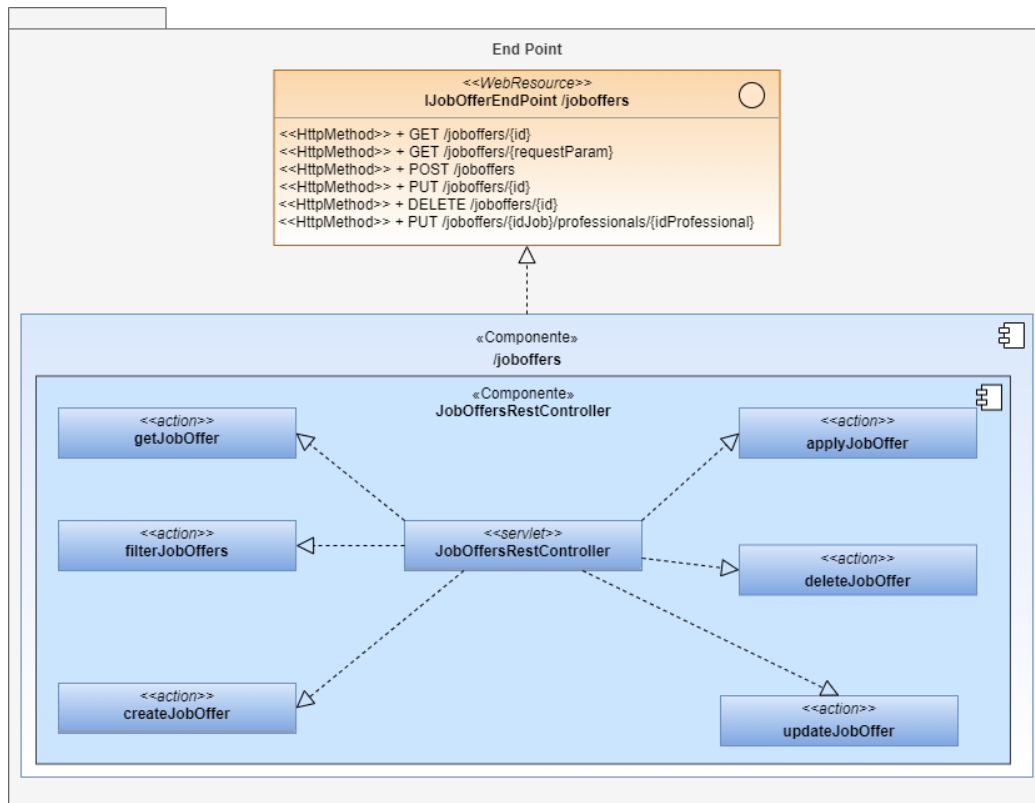 End Point
<<WebResource>>
IJobOfferEndPoint /joboffers
<<HttpMethod>> + GET /joboffers/{id}
<<HttpMethod>> + GET /joboffers/{requestParam}
<<HttpMethod>> + POST /joboffers
<<HttpMethod>> + PUT /joboffers/{id}
<<HttpMethod>> + DELETE /joboffers/{id}
<<HttpMethod>> + PUT /joboffers/{idJob}/professionals/{idProfessional}
«Componente»
/joboffers
«Componente»
JobOffersRestController
<<action>>
getJobOffer
<<action>>
applyJobOffer
<<action>>
filterJobOffers
<<servlet>>
JobOffersRestController
<<action>>
deleteJobOffer
<<action>>
createJobOffer
<<action>>
updateJobOffer